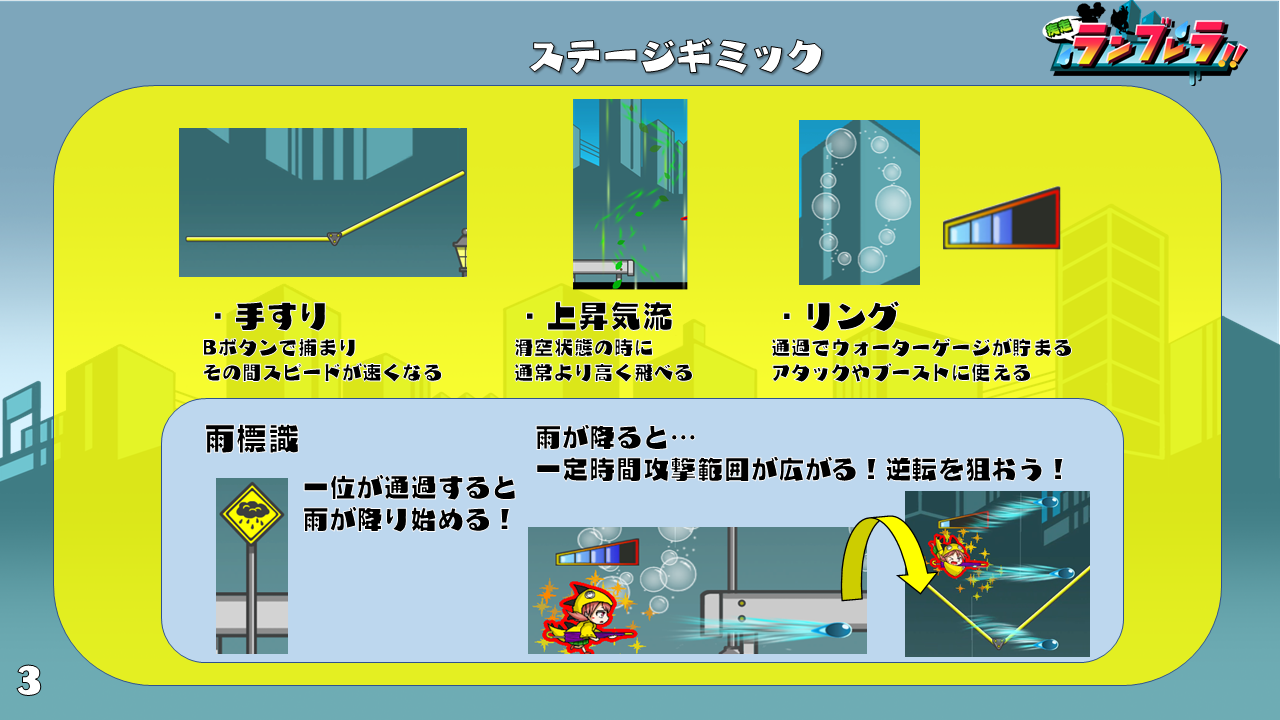 ステージギミック
疾走
ランブレラ!!
・手すり
Bボタンで捕まり
その間スピードが速くなる
・上昇気流
滑空状態の時に
通常より高く飛べる
・リング
通過でウォーターゲージが貯まる
アタックやブーストに使える
雨標識
一位が通過すると
雨が降り始める！
雨が降ると…
一定時間攻撃範囲が広がる！逆転を狙おう！
3